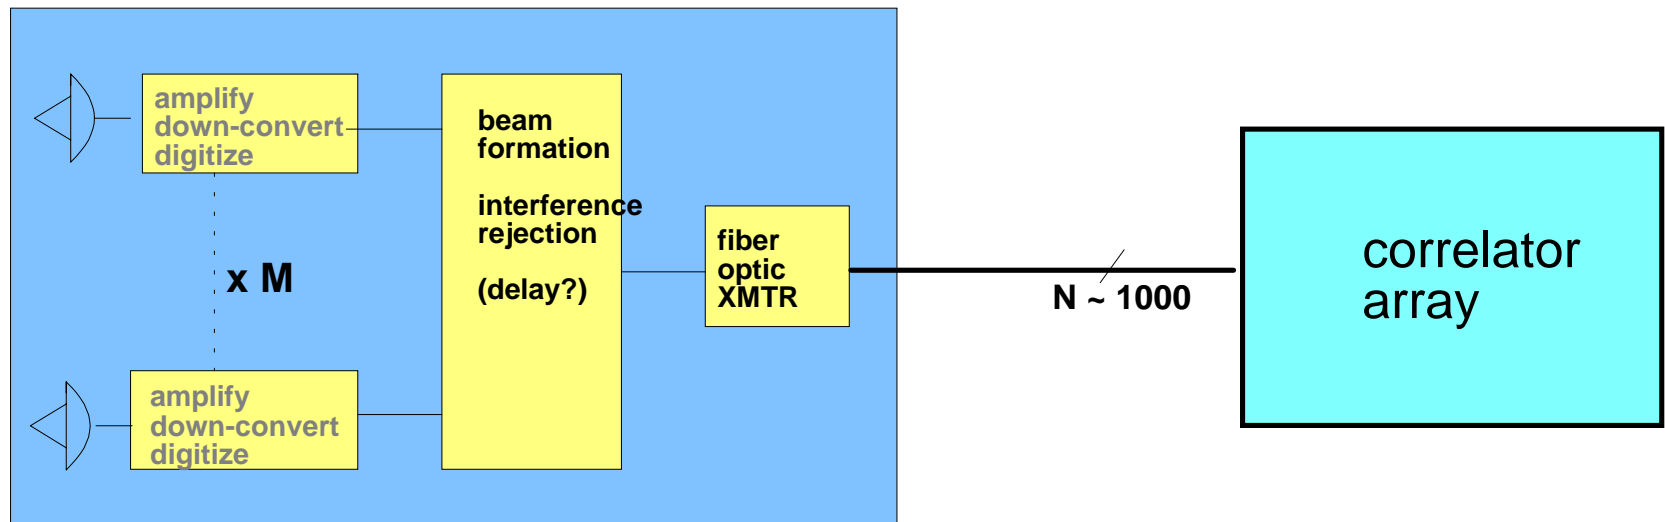 amplify
down-convert
digitize
x M
amplify
down-convert
digitize
beam
formation
interference
rejection
(delay?)
fiber
optic
XMTR
N ~ 1000
correlator
array